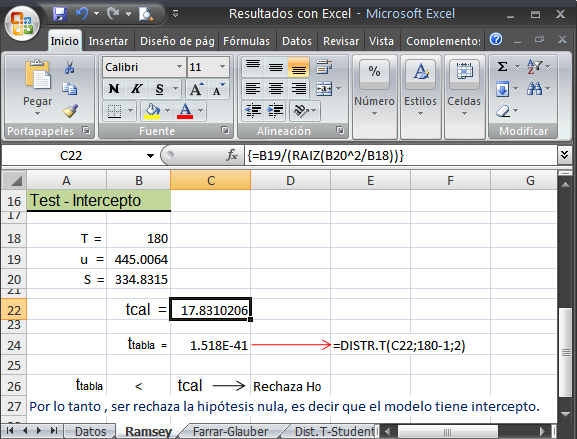 Resultados con Excel - Microsoft Excel
Inicio Insertar Diseño de pág Fórmulas Datos Revisar Vista Complemento:
Pegar
Calibri 11
N K S
A A
A
%
Número Estilos Celdas
Σ
Portapapeles Fuente Alineación Modificar
C22 fx {=B19/(RAIZ(B20^2/B18))}
A B C D E F G
16 Test - Intercepto
17
18 T = 180
19 u = 445.0064
20 S = 334.8315
21
22 tcal = 17.8310206
23
24 ttabla = 1.518E-41 =DISTR.T(C22;180-1;2)
25
26 ttabla < tcal Rechaza Ho
27 Por lo tanto , ser rechaza la hipótesis nula, es decir que el modelo tiene intercepto.
28
Datos Ramsey Farrar-Glauber Dist.T-Student